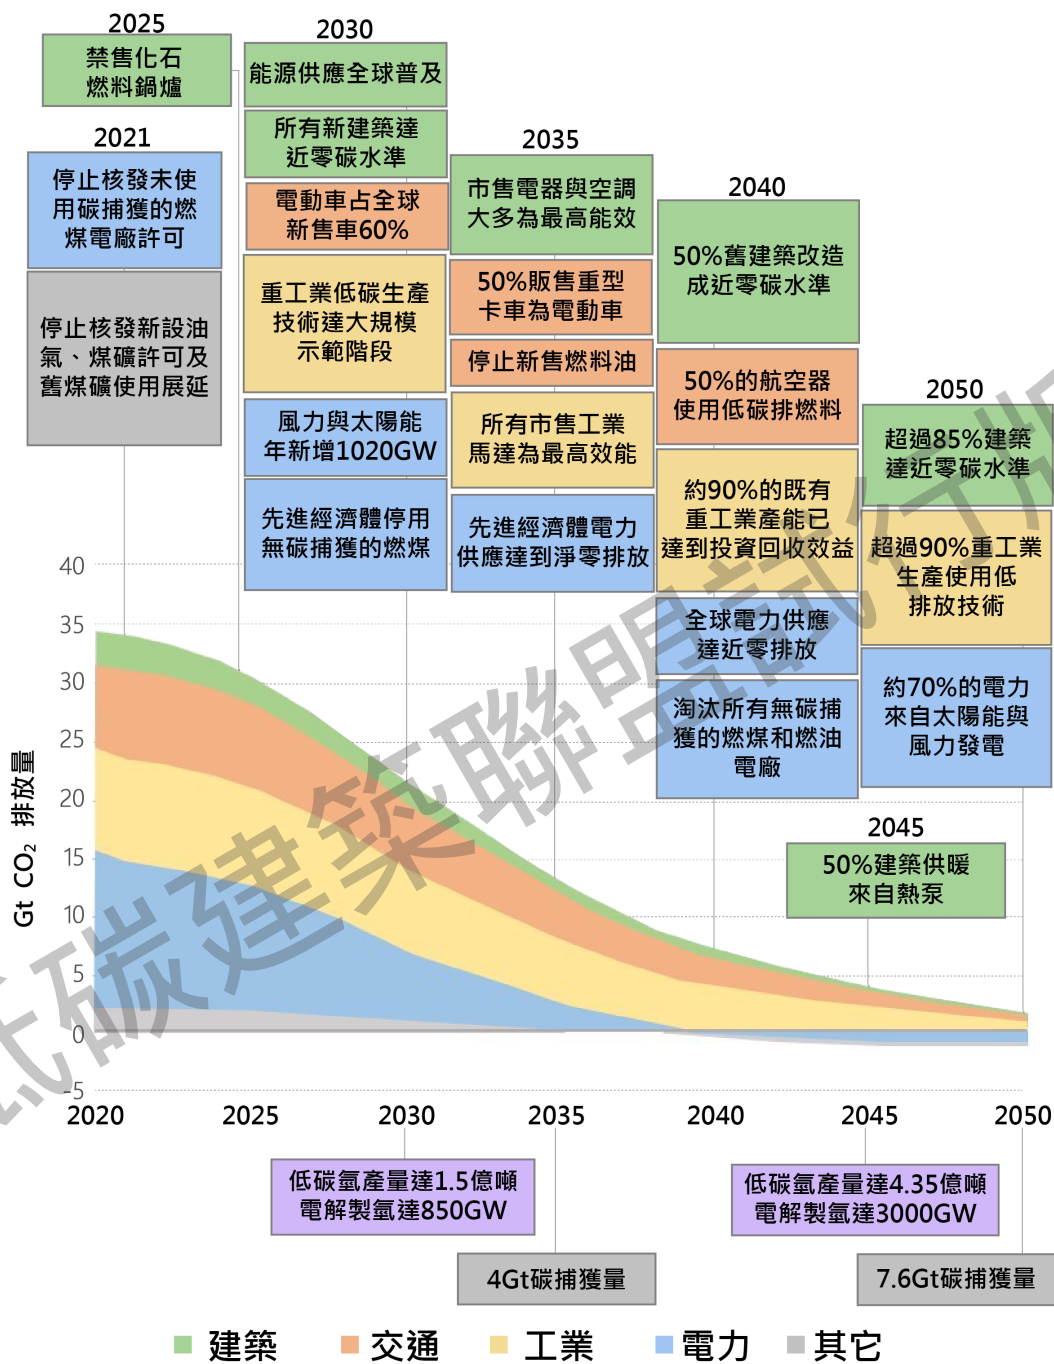 2025
禁售化石
燃料鍋爐
2021
停止核發未使
用碳捕獲的燃
煤電廠許可
停止核發新設油
氣、煤礦許可及
舊煤礦使用展延
2030
能源供應全球普及
所有新建築達
近零碳水準
電動車占全球
新售車60%
重工業低碳生產
技術達大規模
示範階段
風力與太陽能
年新增1020GW
先進經濟體停用
無碳捕獲的燃煤
2035
市售電器與空調
大多為最高能效
50%販售重型
卡車為電動車
停止新售燃料油
所有市售工業
馬達為最高效能
先進經濟體電力
供應達到淨零排放
2040
50%舊建築改造
成近零碳水準
50%的航空器
使用低碳排燃料
約90%的既有
重工業產能已
達到投資回收效益
全球電力供應
達近零排放
淘汰所有無碳捕
獲的燃煤和燃油
電廠
2050
超過85%建築
達近零碳水準
超過90%重工業
生產使用低
排放技術
約70%的電力
來自太陽能與
風力發電
2045
50%建築供暖
來自熱泵
Gt CO₂ 排放量
40
35
30
25
20
15
10
5
0
-5
2020
2025
2030
2035
2040
2045
2050
低碳氫產量達1.5億噸
電解製氫達850GW
低碳氫產量達4.35億噸
電解製氫達3000GW
4Gt碳捕獲量
7.6Gt碳捕獲量
建築
交通
工業
電力
其它
低碳建築聯盟試行版